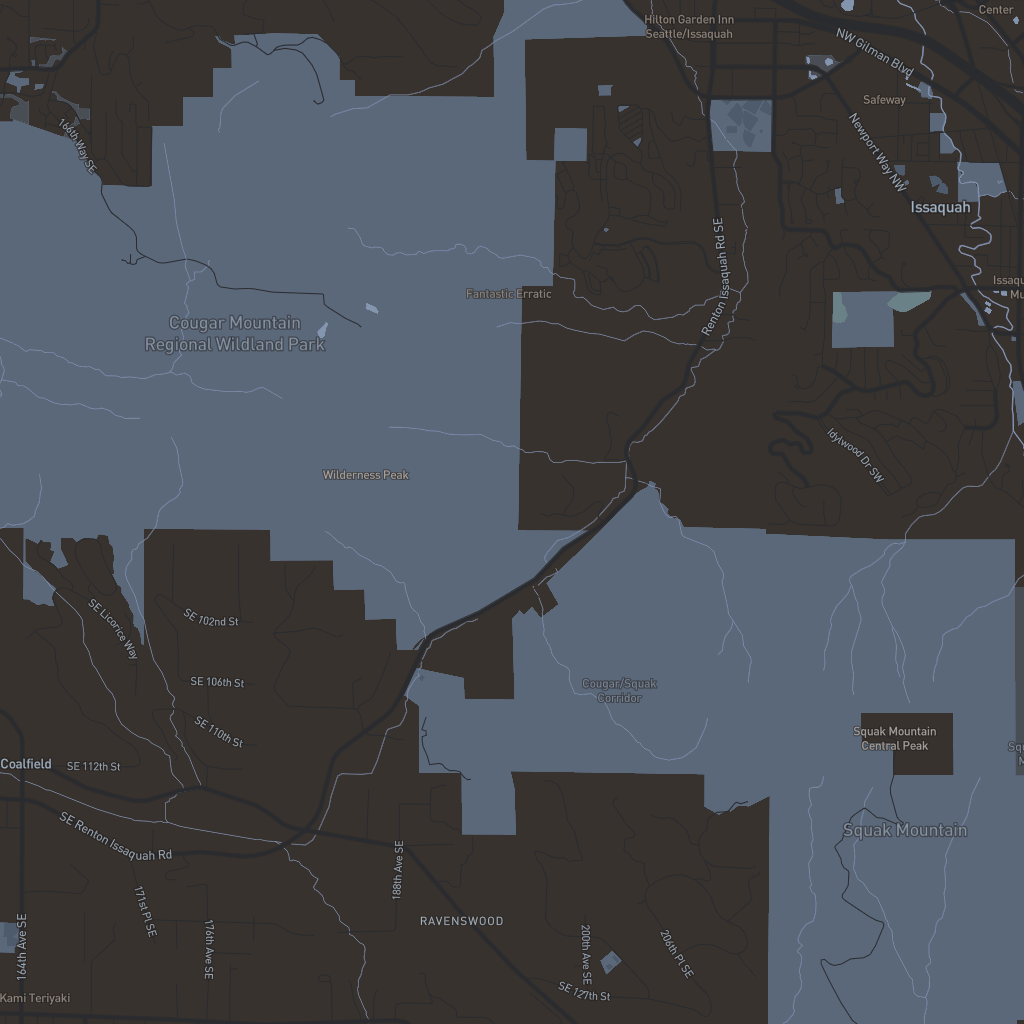 Center
Hilton Garden Inn
Seattle/Issaquah
NW Gilman Blvd
Safeway
166th Way SE
Newport Way NW
Issaquah
Renton Issaquah Rd SE
Issaqu
Mu
Fantastic Erratic
Cougar Mountain
Regional Wildland Park
Idylwood Dr SW
Wilderness Peak
SE Licorice Way
SE 102nd St
SE 106th St
Cougar/Squak
Corridor
SE 110th St
Squak Mountain
Central Peak
Squ
M
Coalfield
SE 112th St
SE Renton Issaquah Rd
Squak Mountain
188th Ave SE
171st Pl SE
176th Ave SE
164th Ave SE
RAVENSWOOD
200th Ave SE
206th Pl SE
SE 127th St
Kami Teriyaki